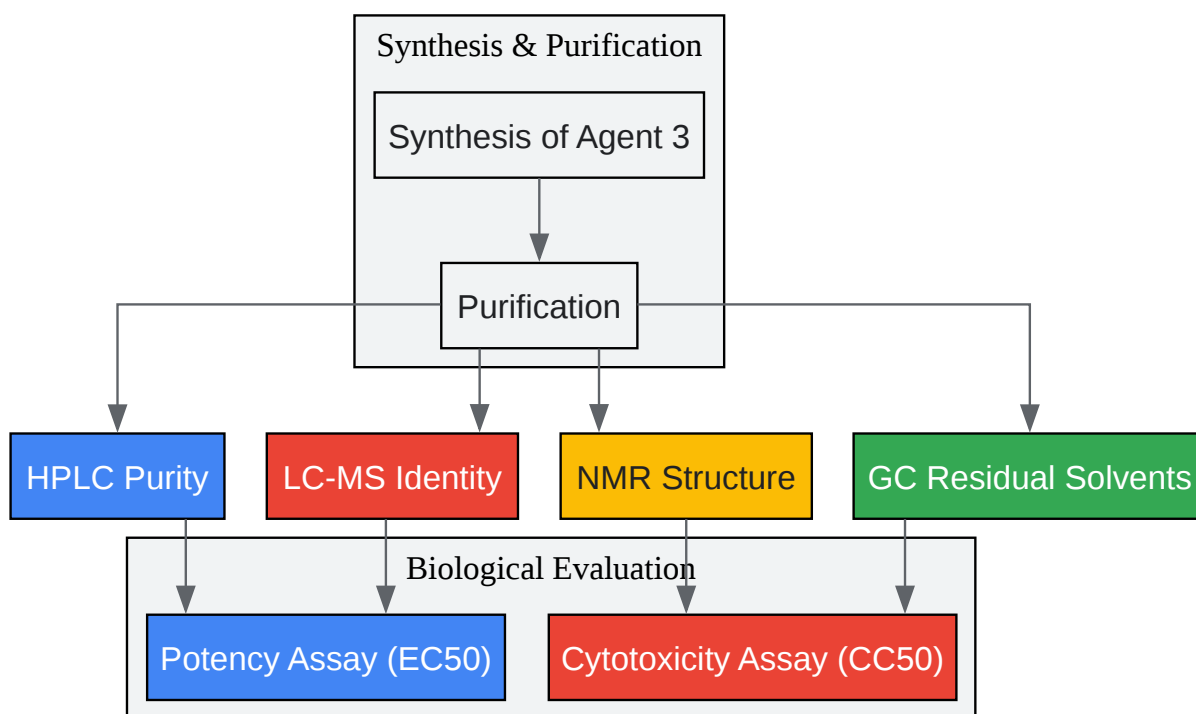 Synthesis & Purification
Synthesis of Agent 3
Purification
HPLC Purity
LC-MS Identity
NMR Structure
GC Residual Solvents
Biological Evaluation
Potency Assay (EC50)
Cytotoxicity Assay (CC50)